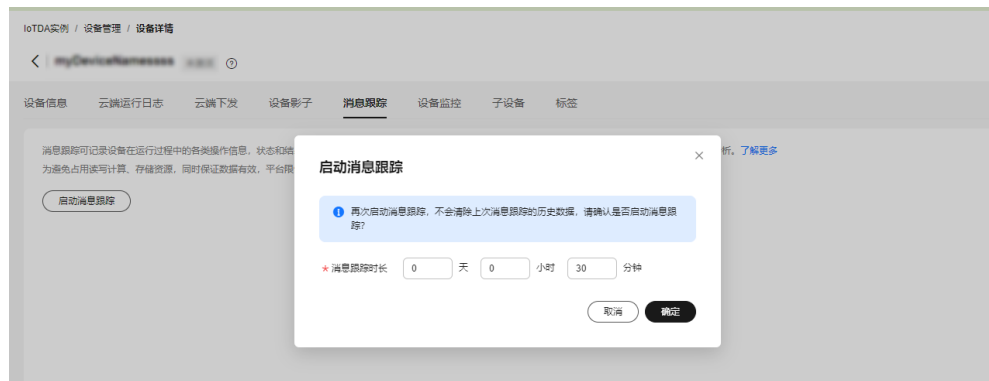 IoTDA实例 / 设备管理 / 设备详情
myDeviceNamessss
设备信息 云端运行日志 云端下发 设备影子 消息跟踪 设备监控 子设备 标签
消息跟踪可记录设备在运行过程中的各类操作信息，状态和结
析。了解更多
为避免占用读写计算、存储资源，同时保证数据有效，平台限
启动消息跟踪
启动消息跟踪
再次启动消息跟踪，不会清除上次消息跟踪的历史数据，请确认是否启动消息跟
踪?
* 消息跟踪时长 0 天 0 小时 30 分钟
取消 确定